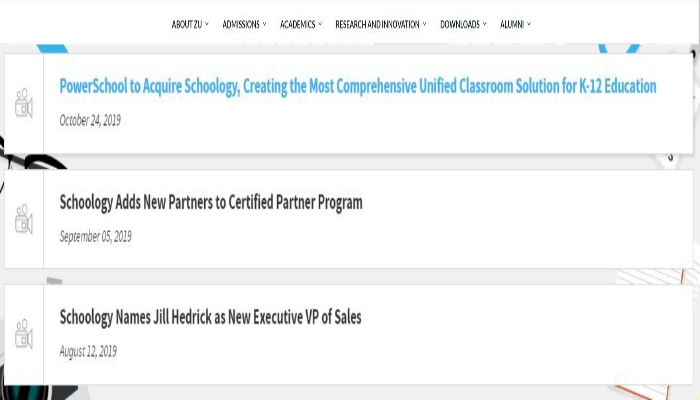 ABOUT ZU ADMISSIONS ACADEMICS RESEARCH AND INNOVATION DOWNLOADS ALUMNI
PowerSchool to Acquire Schoology, Creating the Most Comprehensive Unified Classroom Solution for K-12 Education
October 24, 2019
Schoology Adds New Partners to Certified Partner Program
September 05, 2019
Schoology Names Jill Hedrick as New Executive VP of Sales
August 12, 2019